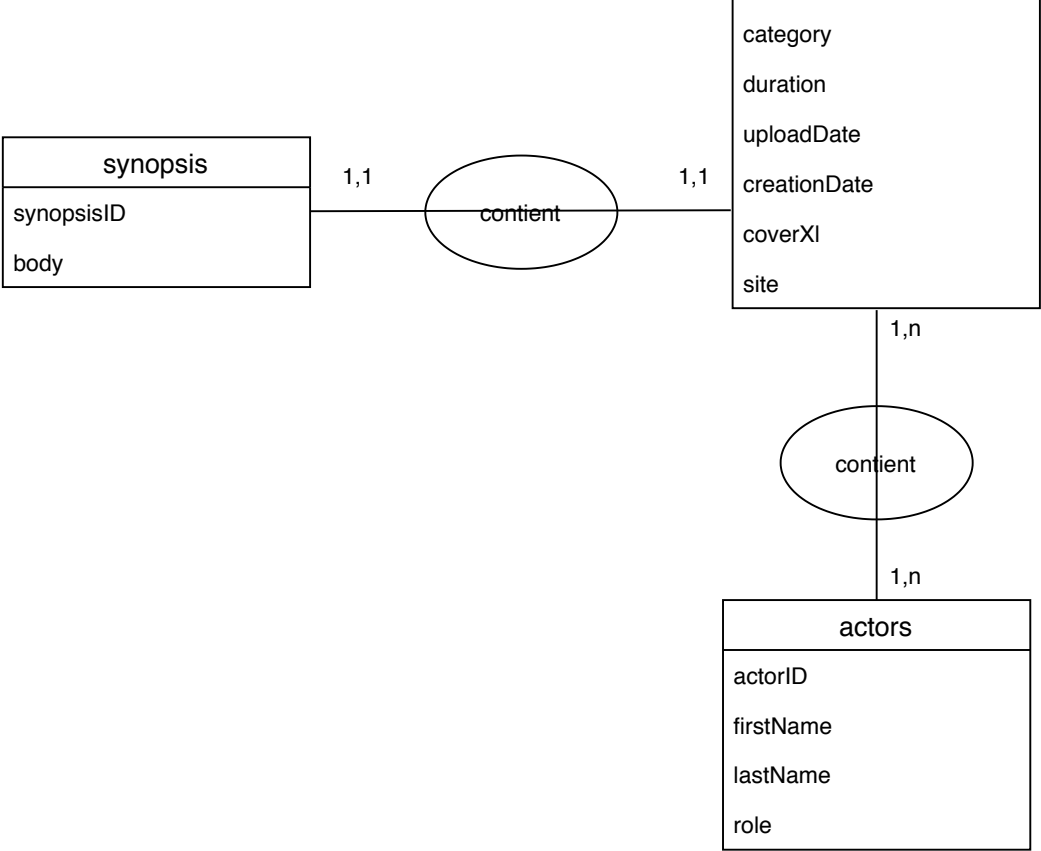 category
duration
uploadDate
creationDate
coverXl
site
synopsis
synopsisID
body
1,1
contient
1,1
1,n
contient
1,n
actors
actorID
firstName
lastName
role